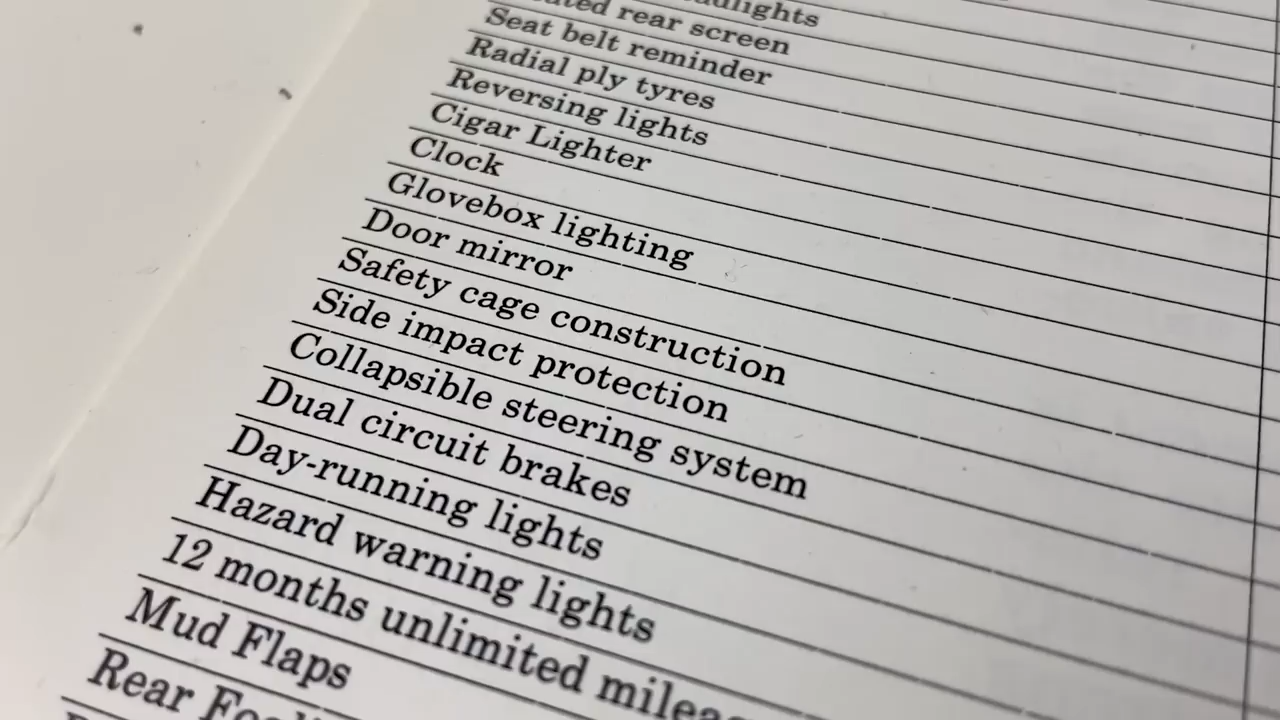 rear screen
Seat belt reminder
Radial ply tyres
Reversing lights
Cigar Lighter
Clock
Glovebox lighting
Door mirror
Safety cage construction
Side impact protection
Collapsible steering system
Dual circuit brakes
Day-running lights
Hazard warning lights
12 months unlimited
Mud Flaps
Rear